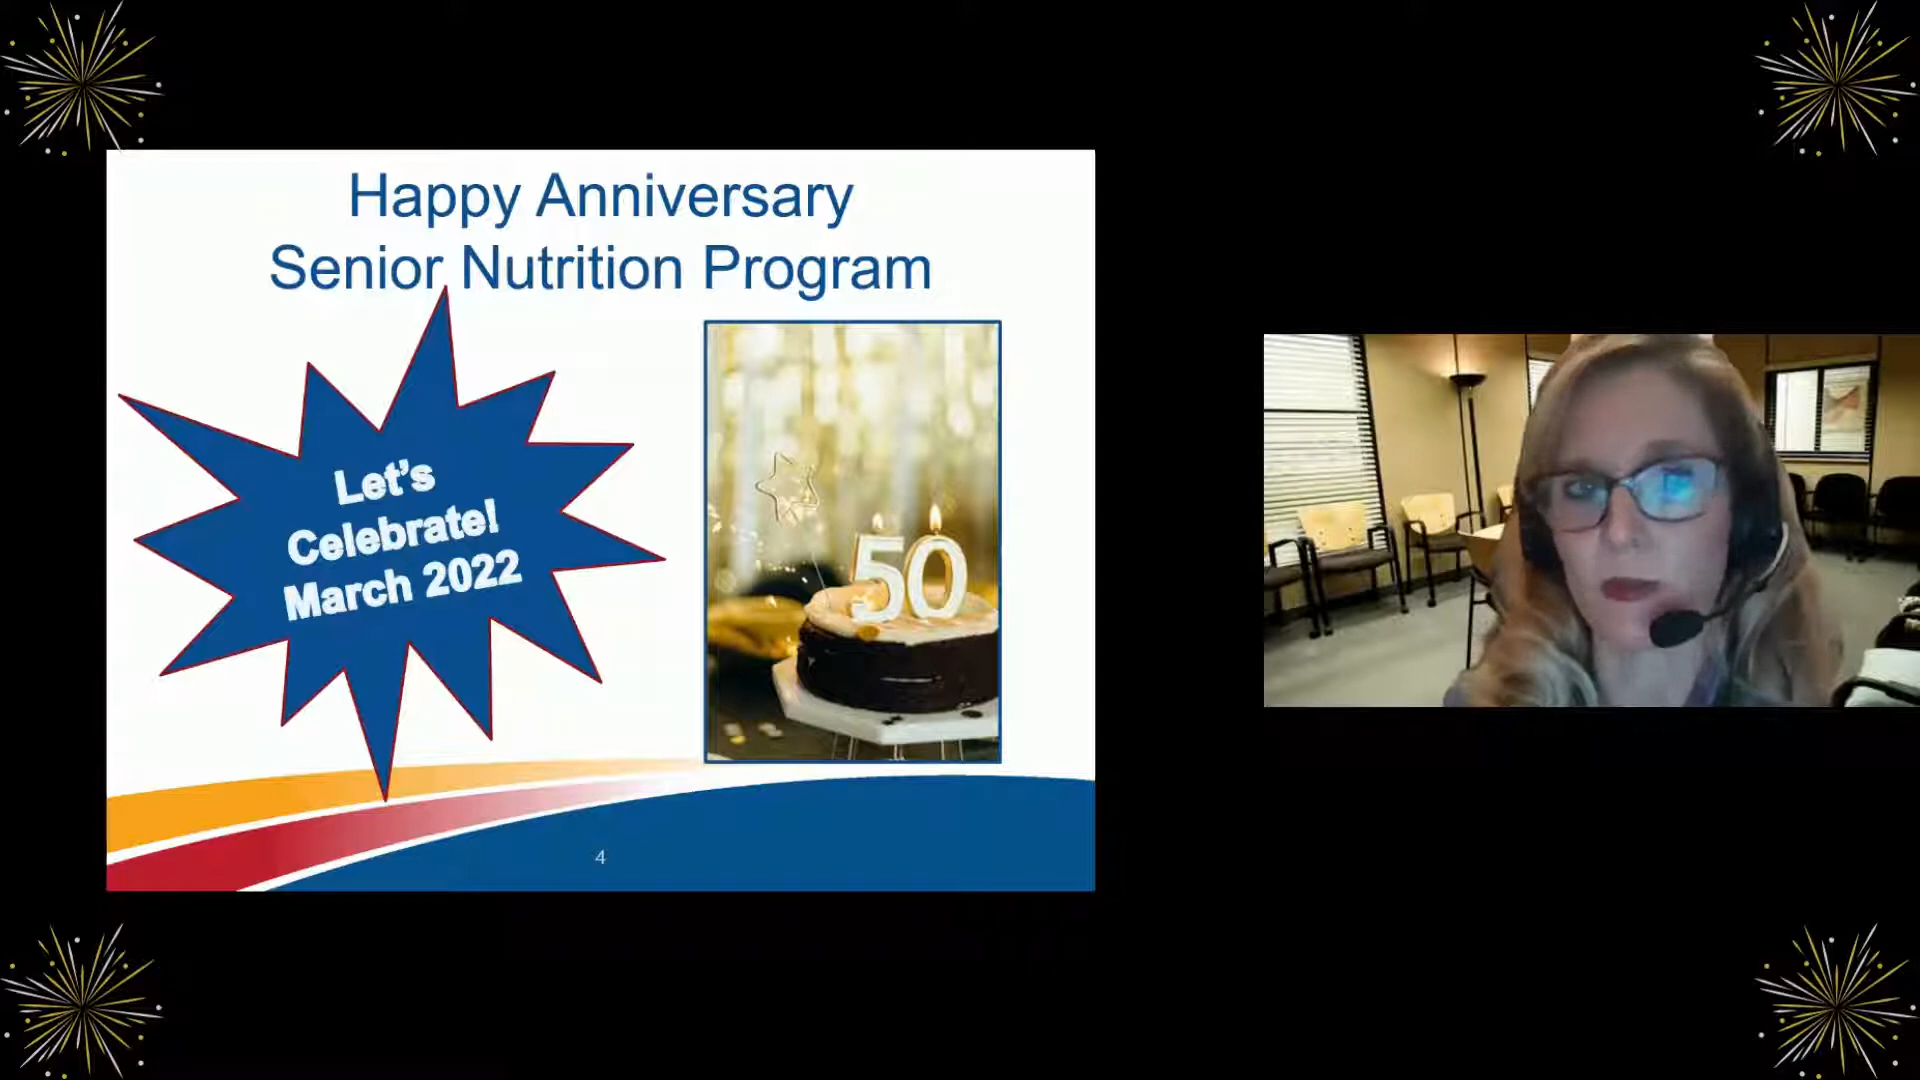 Happy Anniversary
Senior Nutrition Program
Let's
Celebrate!
March 2022
50
4